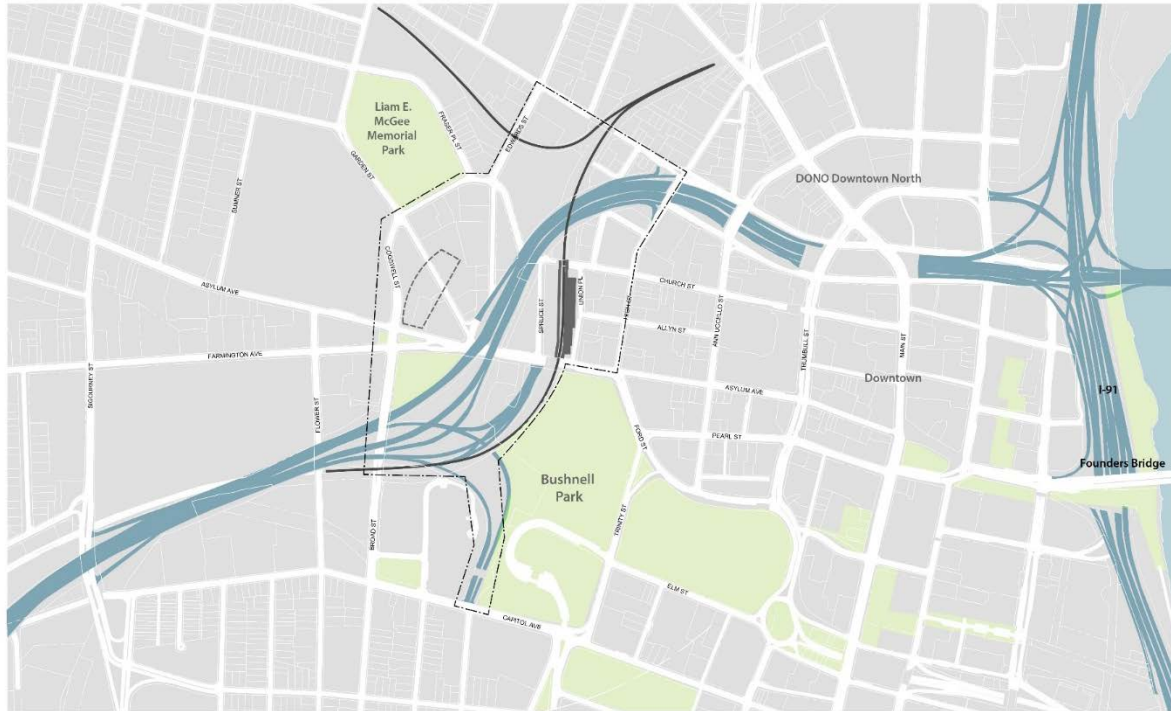 Liam E.
McGee
Memorial
Park
FRASER PL ST
EDWARDS ST
GARDEN ST
SUMNER ST
DONO Downtown North
COGSWELL ST
ASYLUM AVE
SPRUCE ST
UNION PL
CHURCH ST
HIGH ST
ALLYN ST
ANN UCCELLO ST
TRUMBULL ST
MAIN ST
FARMINGTON AVE
SIGOURNEY ST
FLOWER ST
ASYLUM AVE
Downtown
I-91
FORD ST
PEARL ST
Founders Bridge
Bushnell
Park
BROAD ST
TRINITY ST
ELM ST
CAPITOL AVE